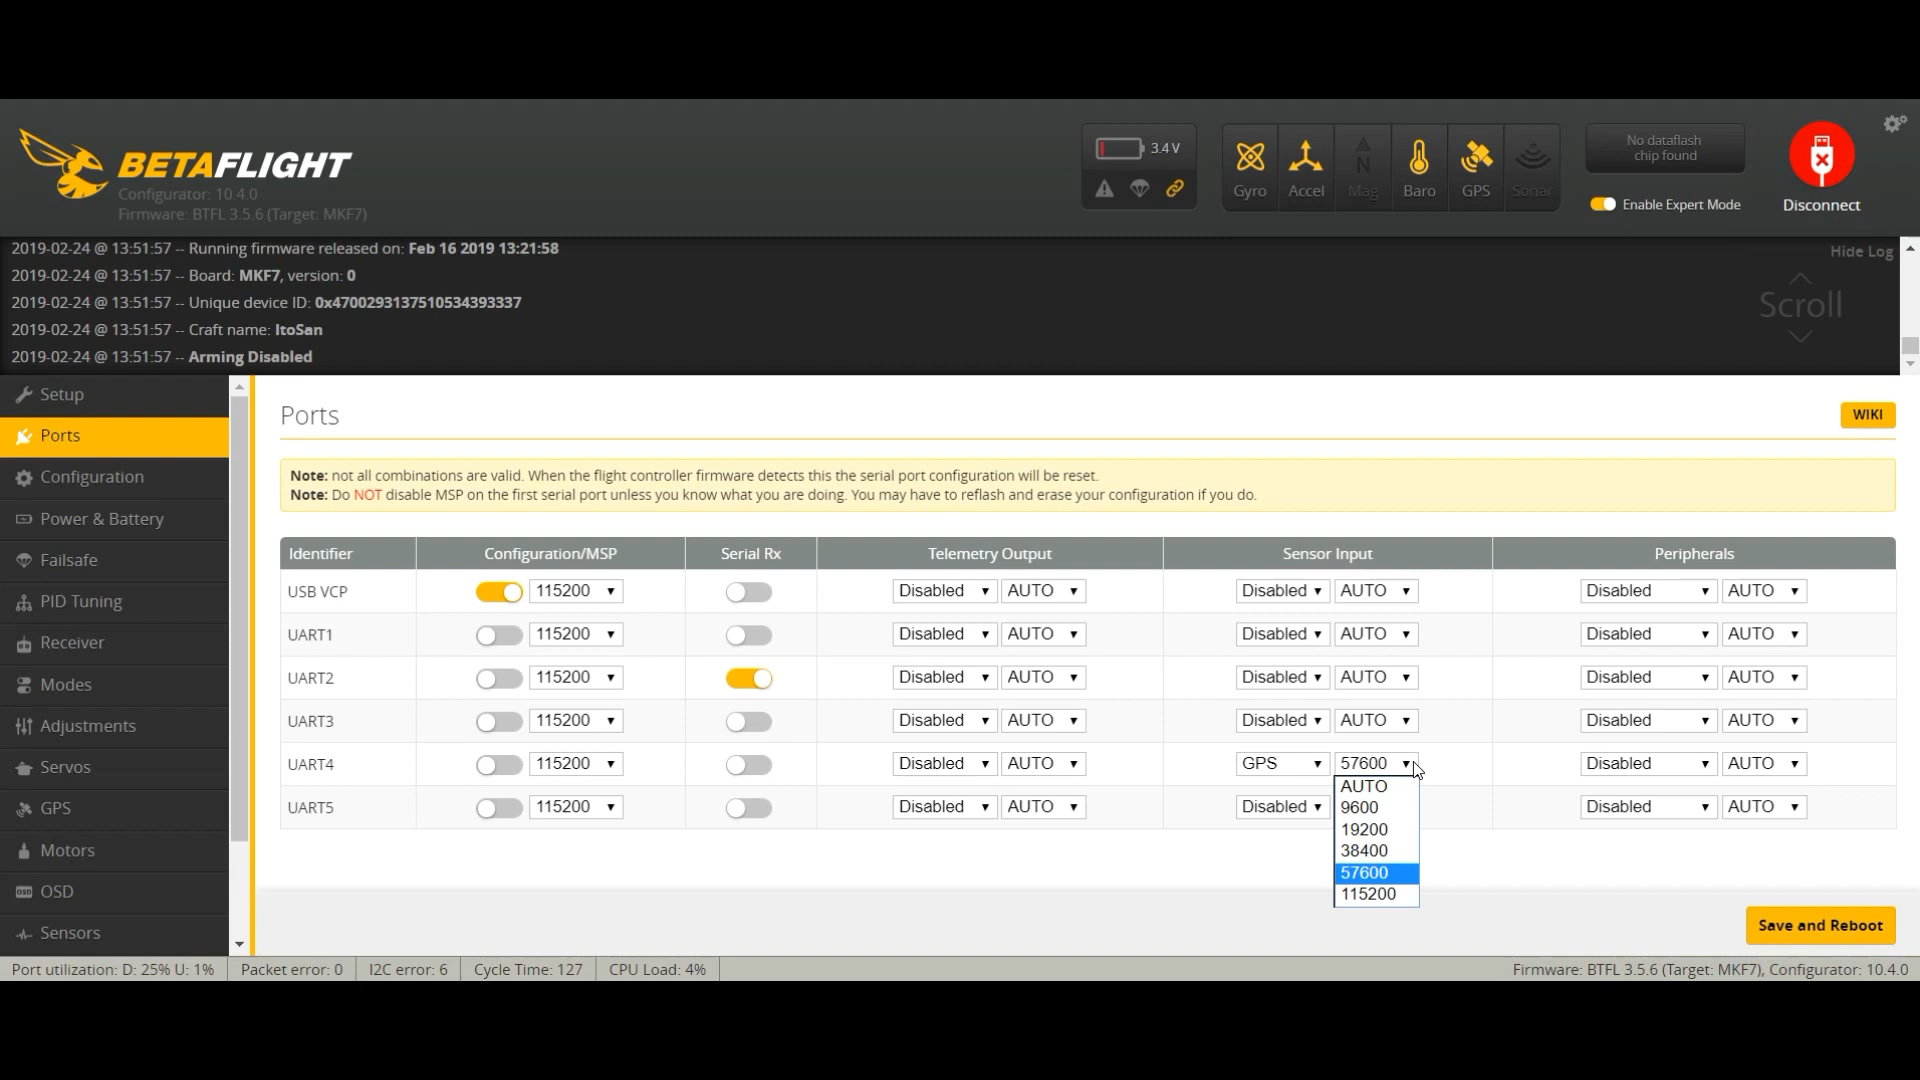 BETAFLIGHT
Configurator: 10.4.0
Firmware: BTFL 3.5.6 (Target: MKF7)
3.4 V
Gyro Accel Mag Baro GPS Sonar
No dataflash
chip found
Enable Expert Mode
Disconnect
2019-02-24 @ 13:51:57 -- Running firmware released on: Feb 16 2019 13:21:58
2019-02-24 @ 13:51:57 -- Board: MKF7, version: 0
2019-02-24 @ 13:51:57 -- Unique device ID: 0x4700293137510534393337
2019-02-24 @ 13:51:57 -- Craft name: ItoSan
2019-02-24 @ 13:51:57 -- Arming Disabled
Hide Log
Scroll
Setup
Ports
Configuration
Power & Battery
Failsafe
PID Tuning
Receiver
Modes
Adjustments
Servos
GPS
Motors
OSD
Sensors
Ports
WIKI
Note: not all combinations are valid. When the flight controller firmware detects this the serial port configuration will be reset.
Note: Do NOT disable MSP on the first serial port unless you know what you are doing. You may have to reflash and erase your configuration if you do.
Identifier Configuration/MSP Serial Rx Telemetry Output Sensor Input Peripherals
USB VCP 115200 Disabled AUTO Disabled AUTO Disabled AUTO
UART1 115200 Disabled AUTO Disabled AUTO Disabled AUTO
UART2 115200 Disabled AUTO Disabled AUTO Disabled AUTO
UART3 115200 Disabled AUTO Disabled AUTO Disabled AUTO
UART4 115200 Disabled AUTO GPS 57600 Disabled AUTO
UART5 115200 Disabled AUTO Disabled Disabled AUTO
AUTO
9600
19200
38400
57600
115200
Save and Reboot
Port utilization: D: 25% U: 1% Packet error: 0 I2C error: 6 Cycle Time: 127 CPU Load: 4% Firmware: BTFL 3.5.6 (Target: MKF7), Configurator: 10.4.0